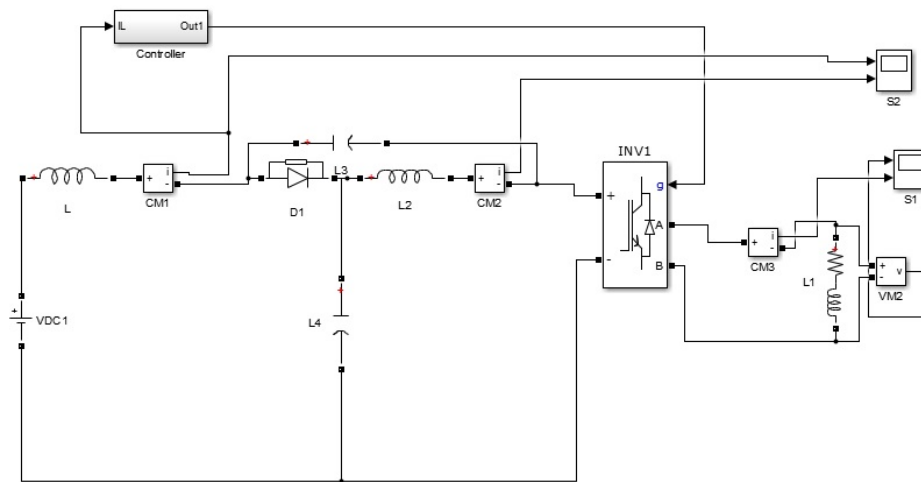 IL
Out1
Controller
S2
INV1
g
+
A
-
B
L
+
i
-
CM1
D1
L3
L2
+
i
-
CM2
+
i
-
CM3
L1
S1
+
-
v
VM2
+
VDC1
L4